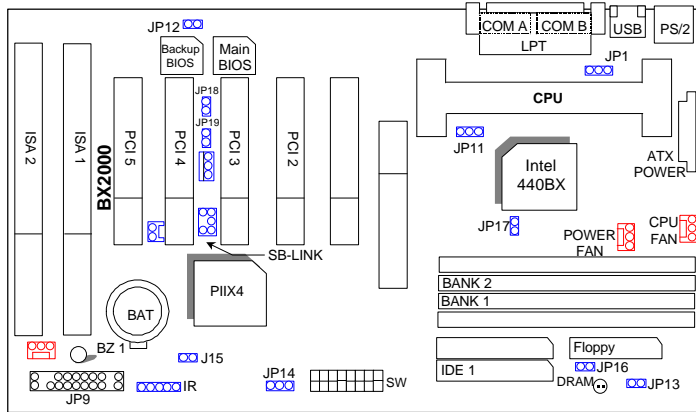 JP12
COM A
COM B
USB
PS/2
LPT
Backup
BIOS
Main
BIOS
JP1
JP18
CPU
JP19
JP11
ISA 2
ISA 1
BX2000
PCI 5
PCI 4
PCI 3
PCI 2
Intel
440BX
ATX
POWER
JP17
POWER
FAN
CPU
FAN
SB-LINK
BANK 2
BANK 1
PIIX4
BAT
BZ 1
J15
Floppy
IDE 1
JP16
DRAM
JP13
JP9
IR
JP14
SW